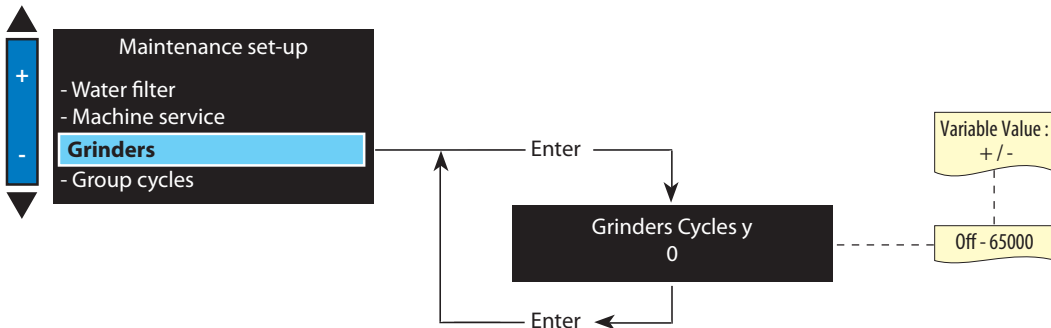 +
-
Maintenance set-up
- Water filter
- Machine service
Grinders
- Group cycles
Enter
Grinders Cycles y
0
Enter
Variable Value :
+ / -
Off - 65000